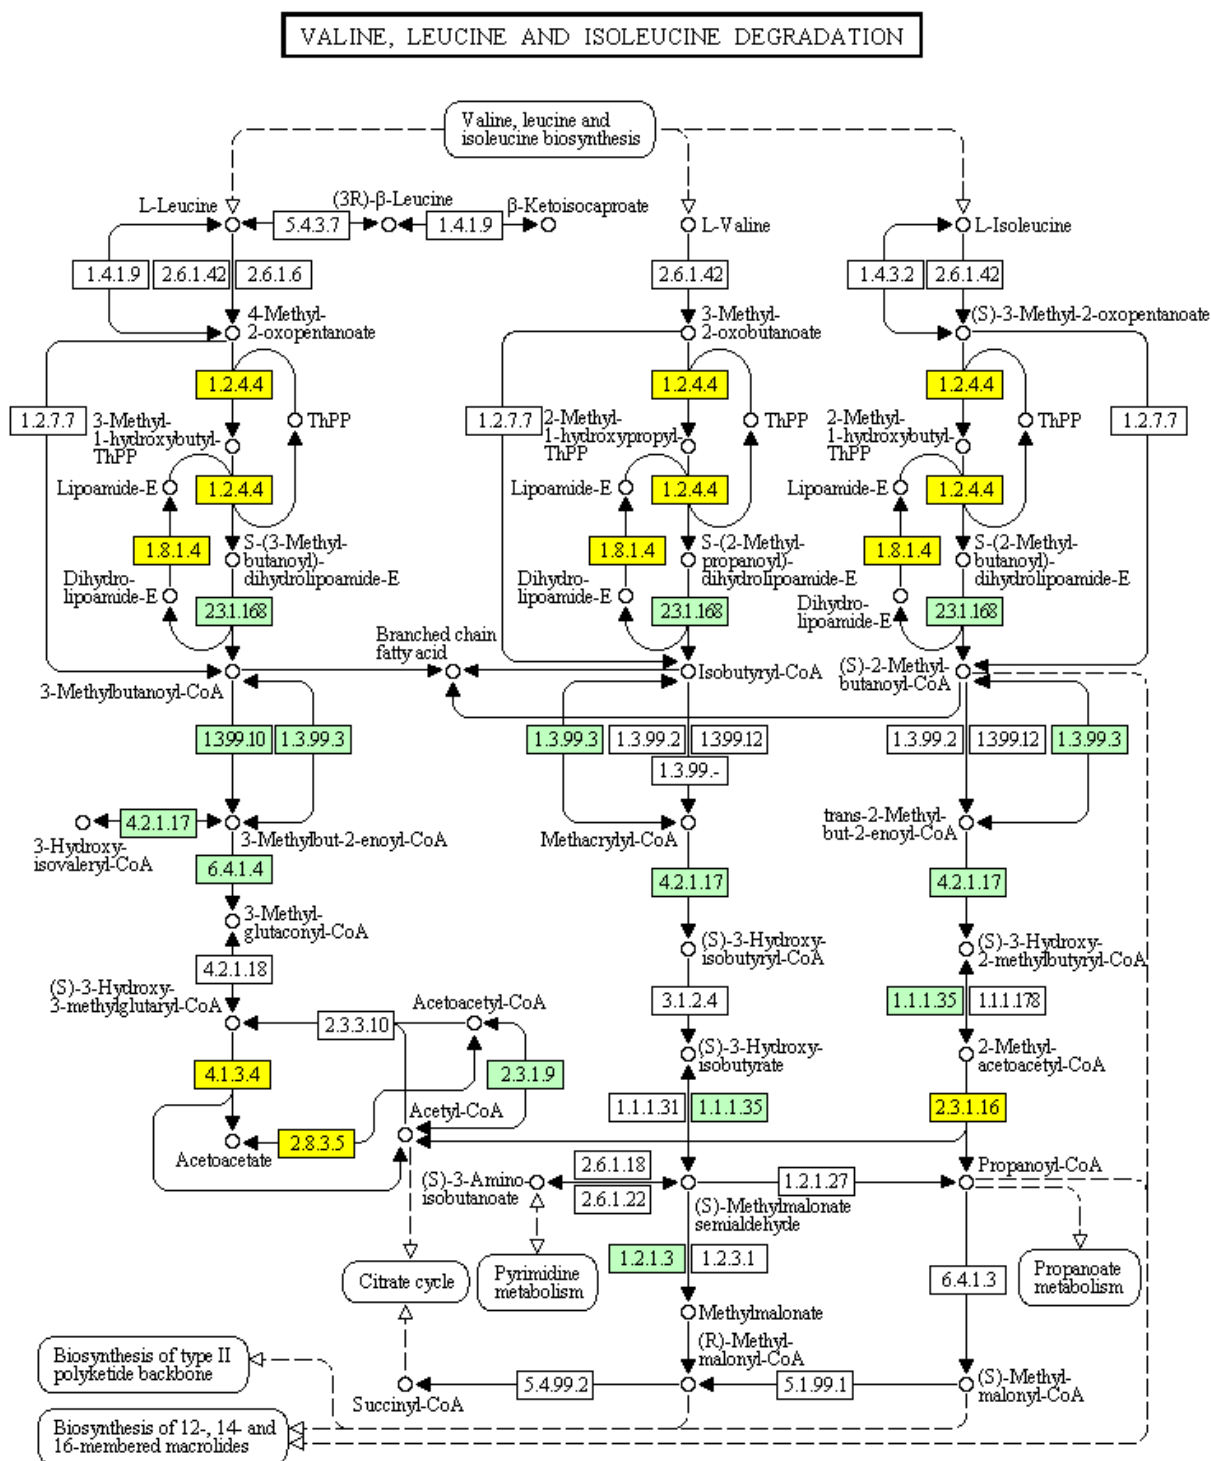 VALINE, LEUCINE AND ISOLEUCINE DEGRADATION
Valine, leucine and
isoleucine biosynthesis
L-Leucine
5.4.3.7
(3R)-β-Leucine
1.4.1.9
β-Ketoisocaproate
L-Valine
L-Isoleucine
1.4.1.9
2.6.1.42
2.6.1.6
2.6.1.42
1.4.3.2
2.6.1.42
4-Methyl-
2-oxopentanoate
3-Methyl-
2-oxobutanoate
(S)-3-Methyl-2-oxopentanoate
1.2.4.4
1.2.4.4
1.2.4.4
1.2.7.7
3-Methyl-
1-hydroxybutyl-
ThPP
ThPP
1.2.7.7
2-Methyl-
1-hydroxypropyl-
ThPP
ThPP
2-Methyl-
1-hydroxybutyl-
ThPP
ThPP
1.2.7.7
Lipoamide-E
1.2.4.4
Lipoamide-E
1.2.4.4
Lipoamide-E
1.2.4.4
1.8.1.4
S-(3-Methyl-
butanoyl)-
dihydrolipoamide-E
1.8.1.4
S-(2-Methyl-
propanoyl)-
dihydrolipoamide-E
1.8.1.4
S-(2-Methyl-
butanoyl)-
dihydrolipoamide-E
Dihydro-
lipoamide-E
2.3.1.168
Dihydro-
lipoamide-E
2.3.1.168
Dihydro-
lipoamide-E
2.3.1.168
Branched chain
fatty acid
3-Methylbutanoyl-CoA
Isobutyryl-CoA
(S)-2-Methyl-
butanoyl-CoA
1.3.99.10
1.3.99.3
1.3.99.3
1.3.99.2
1.3.99.12
1.3.99.-
1.3.99.2
1.3.99.12
1.3.99.3
4.2.1.17
3-Hydroxy-
isovaleryl-CoA
3-Methylbut-2-enoyl-CoA
Methacrylyl-CoA
trans-2-Methyl-
but-2-enoyl-CoA
6.4.1.4
4.2.1.17
4.2.1.17
3-Methyl-
glutaconyl-CoA
(S)-3-Hydroxy-
isobutyryl-CoA
(S)-3-Hydroxy-
2-methylbutyryl-CoA
4.2.1.18
(S)-3-Hydroxy-
3-methylglutaryl-CoA
Acetoacetyl-CoA
2.3.3.10
3.1.2.4
1.1.1.35
1.1.1.178
(S)-3-Hydroxy-
isobutyrate
2-Methyl-
acetoacetyl-CoA
4.1.3.4
2.3.1.9
1.1.1.31
1.1.1.35
2.3.1.16
Acetyl-CoA
Acetoacetate
2.8.3.5
(S)-3-Amino-
isobutanoate
2.6.1.18
2.6.1.22
1.2.1.27
Propanoyl-CoA
(S)-Methylmalonate
semialdehyde
1.2.1.3
1.2.3.1
Citrate cycle
Pyrimidine
metabolism
6.4.1.3
Propanoate
metabolism
Methylmalonate
(R)-Methyl-
malonyl-CoA
Biosynthesis of type II
polyketide backbone
Succinyl-CoA
5.4.99.2
5.1.99.1
(S)-Methyl-
malonyl-CoA
Biosynthesis of 12-, 14- and
16-membered macrolides